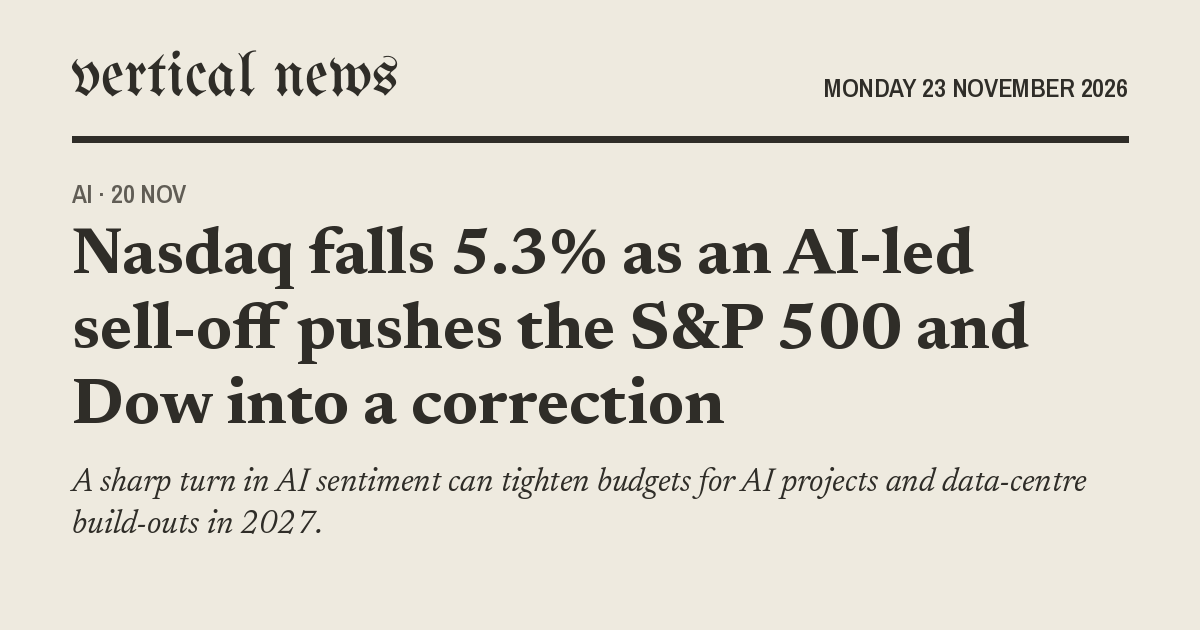 vertical news
MONDAY 23 NOVEMBER 2026
AI · 20 NOV
Nasdaq falls 5.3% as an AI-led
sell-off pushes the S&P 500 and
Dow into a correction
A sharp turn in AI sentiment can tighten budgets for AI projects and data-centre
build-outs in 2027.